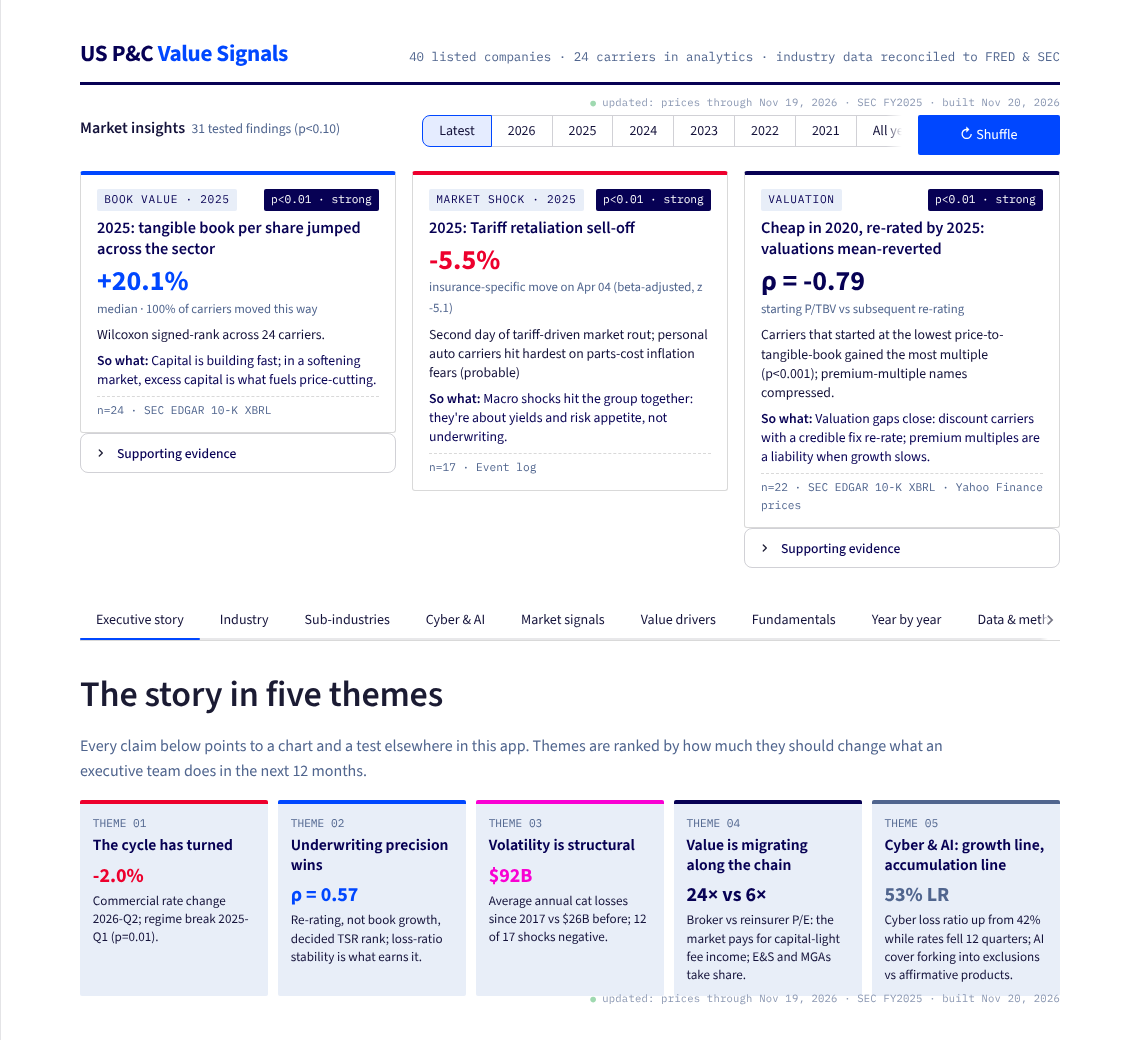 US P&C Value Signals
40 listed companies · 24 carriers in analytics · industry data reconciled to FRED & SEC
● updated: prices through Nov 19, 2026 · SEC FY2025 · built Nov 20, 2026
Market insights 31 tested findings (p<0.10)
Latest 2026 2025 2024 2023 2022 2021 All ye
↻ Shuffle
BOOK VALUE · 2025 p<0.01 · strong
2025: tangible book per share jumped
across the sector
+20.1%
median · 100% of carriers moved this way
Wilcoxon signed-rank across 24 carriers.
So what: Capital is building fast; in a softening
market, excess capital is what fuels price-cutting.
n=24 · SEC EDGAR 10-K XBRL
Supporting evidence
MARKET SHOCK · 2025 p<0.01 · strong
2025: Tariff retaliation sell-off
-5.5%
insurance-specific move on Apr 04 (beta-adjusted, z
-5.1)
Second day of tariff-driven market rout; personal
auto carriers hit hardest on parts-cost inflation
fears (probable)
So what: Macro shocks hit the group together:
they're about yields and risk appetite, not
underwriting.
n=17 · Event log
VALUATION p<0.01 · strong
Cheap in 2020, re-rated by 2025:
valuations mean-reverted
ρ = -0.79
starting P/TBV vs subsequent re-rating
Carriers that started at the lowest price-to-
tangible-book gained the most multiple
(p<0.001); premium-multiple names
compressed.
So what: Valuation gaps close: discount carriers
with a credible fix re-rate; premium multiples are
a liability when growth slows.
n=22 · SEC EDGAR 10-K XBRL · Yahoo Finance
prices
Supporting evidence
Executive story Industry Sub-industries Cyber & AI Market signals Value drivers Fundamentals Year by year Data & meth
The story in five themes
Every claim below points to a chart and a test elsewhere in this app. Themes are ranked by how much they should change what an
executive team does in the next 12 months.
THEME 01
The cycle has turned
-2.0%
Commercial rate change
2026-Q2; regime break 2025-
Q1 (p=0.01).
THEME 02
Underwriting precision
wins
ρ = 0.57
Re-rating, not book growth,
decided TSR rank; loss-ratio
stability is what earns it.
THEME 03
Volatility is structural
$92B
Average annual cat losses
since 2017 vs $26B before; 12
of 17 shocks negative.
THEME 04
Value is migrating
along the chain
24× vs 6×
Broker vs reinsurer P/E: the
market pays for capital-light
fee income; E&S and MGAs
take share.
THEME 05
Cyber & AI: growth line,
accumulation line
53% LR
Cyber loss ratio up from 42%
while rates fell 12 quarters; AI
cover forking into exclusions
vs affirmative products.
● updated: prices through Nov 19, 2026 · SEC FY2025 · built Nov 20, 2026